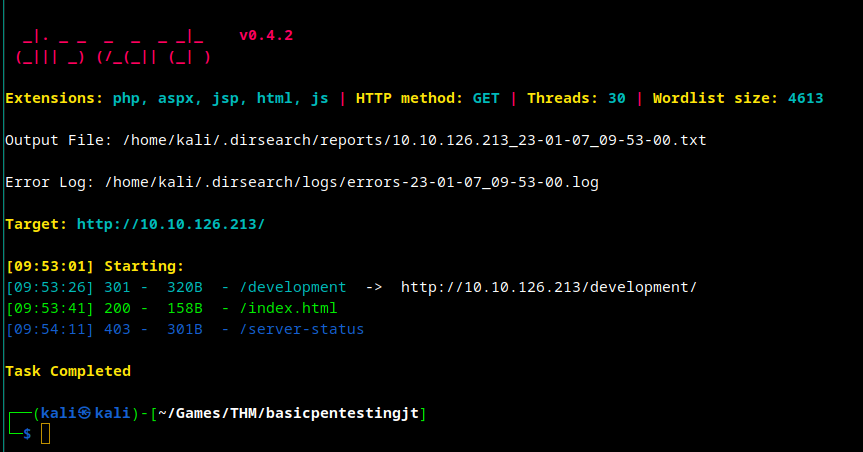 _|. _ _  _  _  _ _|_    v0.4.2
(_||| _) (/_(_|| (_| )
Extensions: php, aspx, jsp, html, js | HTTP method: GET | Threads: 30 | Wordlist size: 4613
Output File: /home/kali/.dirsearch/reports/10.10.126.213_23-01-07_09-53-00.txt
Error Log: /home/kali/.dirsearch/logs/errors-23-01-07_09-53-00.log
Target: http://10.10.126.213/
[09:53:01] Starting:
[09:53:26] 301 -  320B  - /development  ->  http://10.10.126.213/development/
[09:53:41] 200 -  158B  - /index.html
[09:54:11] 403 -  301B  - /server-status
Task Completed
┌──(kali㉿kali)-[~/Games/THM/basicpentestingjt]
└─$